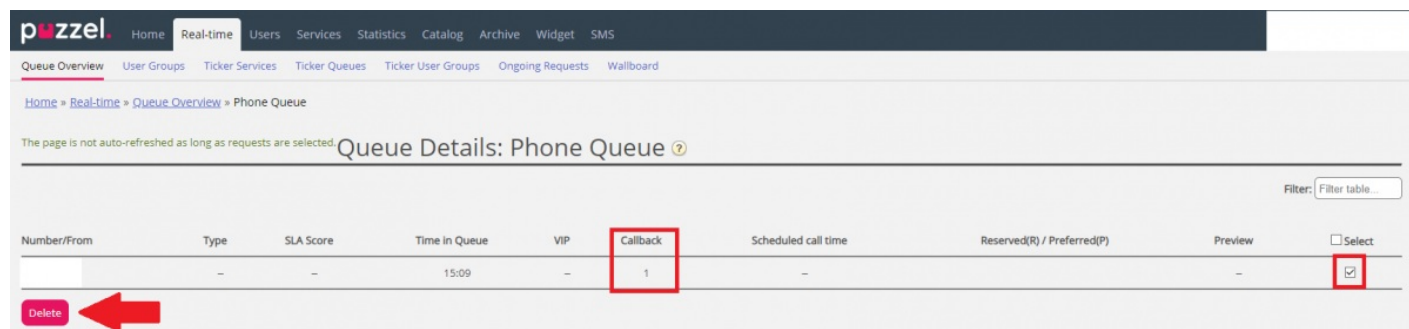 puzzel. Home Real-time Users Services Statistics Catalog Archive Widget SMS
Queue Overview User Groups Ticker Services Ticker Queues Ticker User Groups Ongoing Requests Wallboard
Home » Real-time » Queue Overview » Phone Queue
The page is not auto-refreshed as long as requests are selected. Queue Details: Phone Queue ?
Filter: Filter table...
Number/From Type SLA Score Time in Queue VIP Callback Scheduled call time Reserved(R) / Preferred(P) Preview Select
– – 15:09 – 1 – –
Delete